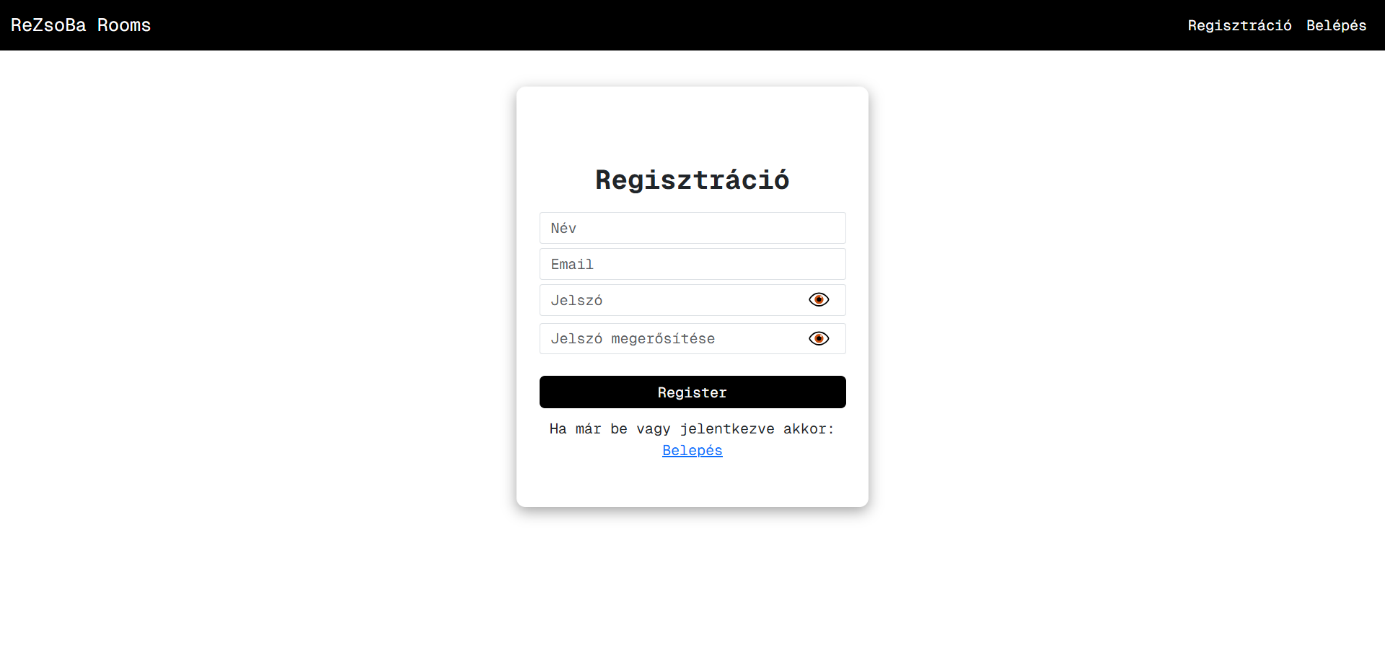 ReZsoBa Rooms
Regisztráció Belépés
Regisztráció
Név
Email
Jelszó
Jelszó megerősítése
Register
Ha már be vagy jelentkezve akkor:
Belepés